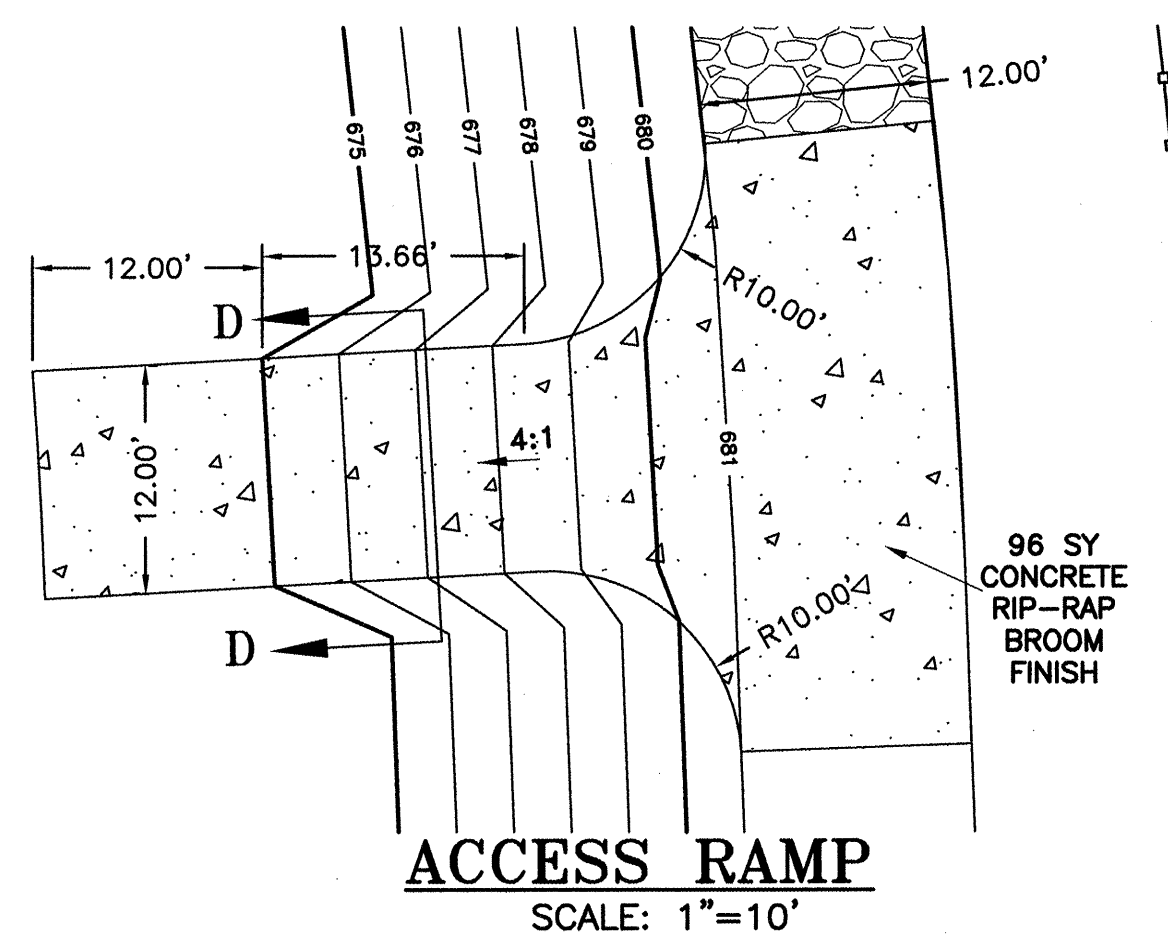 12.00'
675
676
677
678
679
680
12.00'
13.66'
D
R10.00'
4:1
681
12.00'
96 SY
CONCRETE
RIP-RAP
BROOM
FINISH
R10.00'
D
ACCESS RAMP
SCALE: 1"=10'